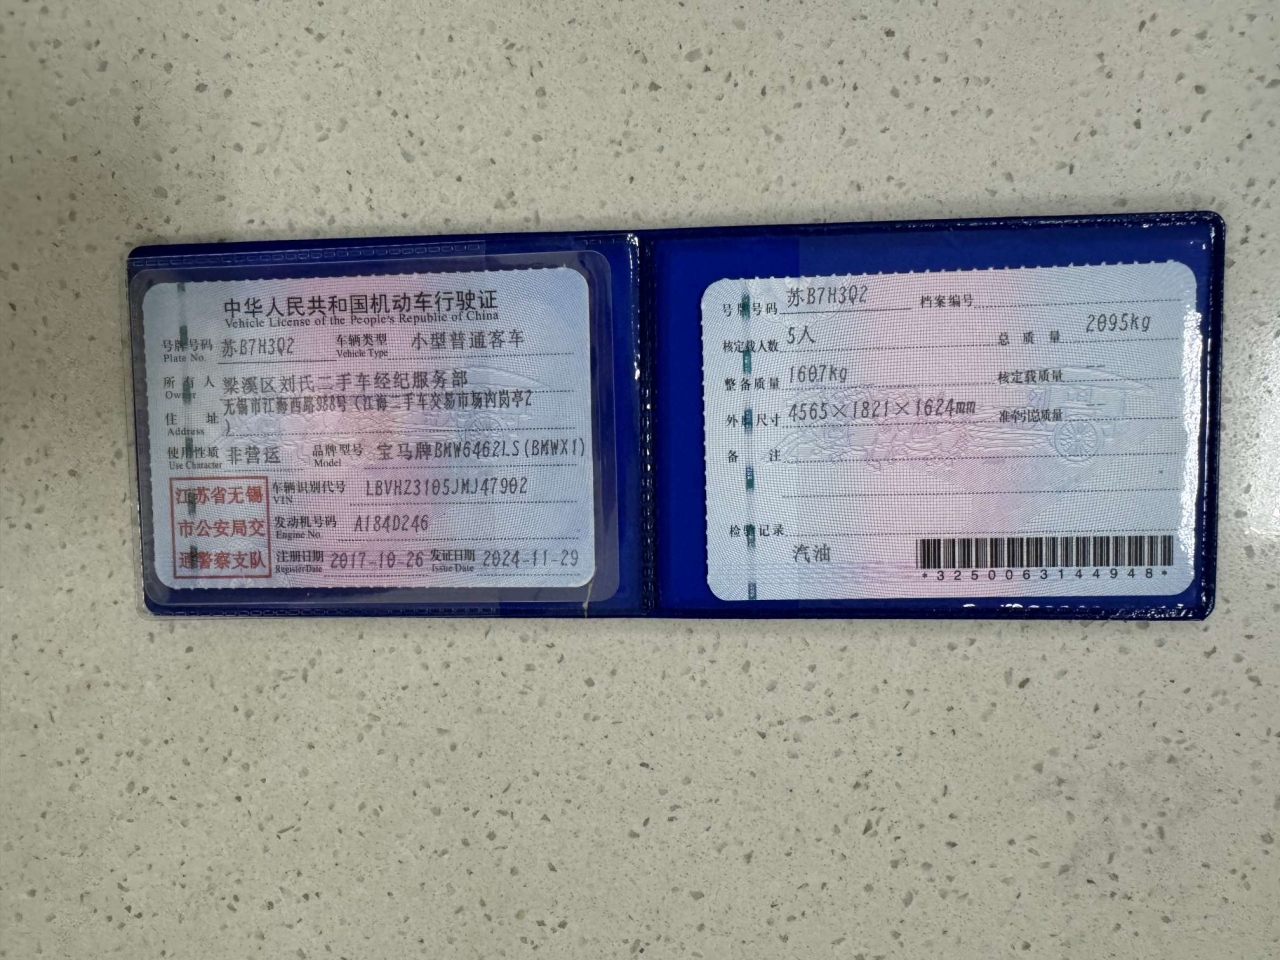 中华人民共和国机动车行驶证
Vehicle License of the People's Republic of China
号牌号码 Plate No. 苏B7H3Q2 车辆类型 Vehicle Type 小型普通客车
所有人 Owner 梁溪区刘氏二手车经纪服务部
住址 Address 无锡市江海西路588号(江海二手车交易市场内岗亭2
)
使用性质 Use Character 非营运 品牌型号 Model 宝马牌BMW6462LS(BMWX1)
江苏省无锡
市公安局交
通警察支队
车辆识别代号 VIN LBVHZ3105JMJ47902
发动机号码 Engine No. A184D246
注册日期 Register Date 2017-10-26 发证日期 Issue Date 2024-11-29
号牌号码 苏B7H3Q2 档案编号
核定载人数 5人 总质量 2095kg
整备质量 1607kg 核定载质量 --
外廓尺寸 4565×1821×1624mm 准牵引总质量 --
备注
检验记录
汽油
*3250063144948*